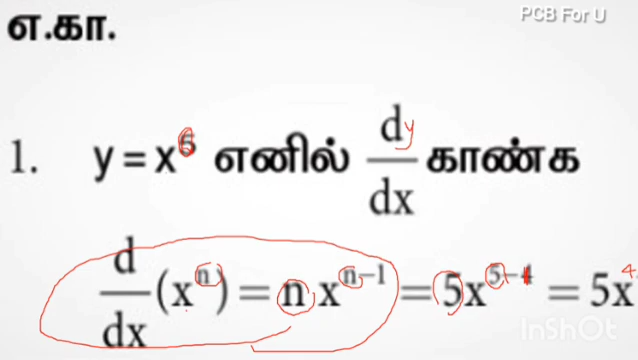 PCB For U
எ.கா.
1. y = x⁵ எனில் dy/dx காண்க
d/dx (xⁿ) = n xⁿ⁻¹ = 5x⁵⁻¹ = 5x⁴
InShOt